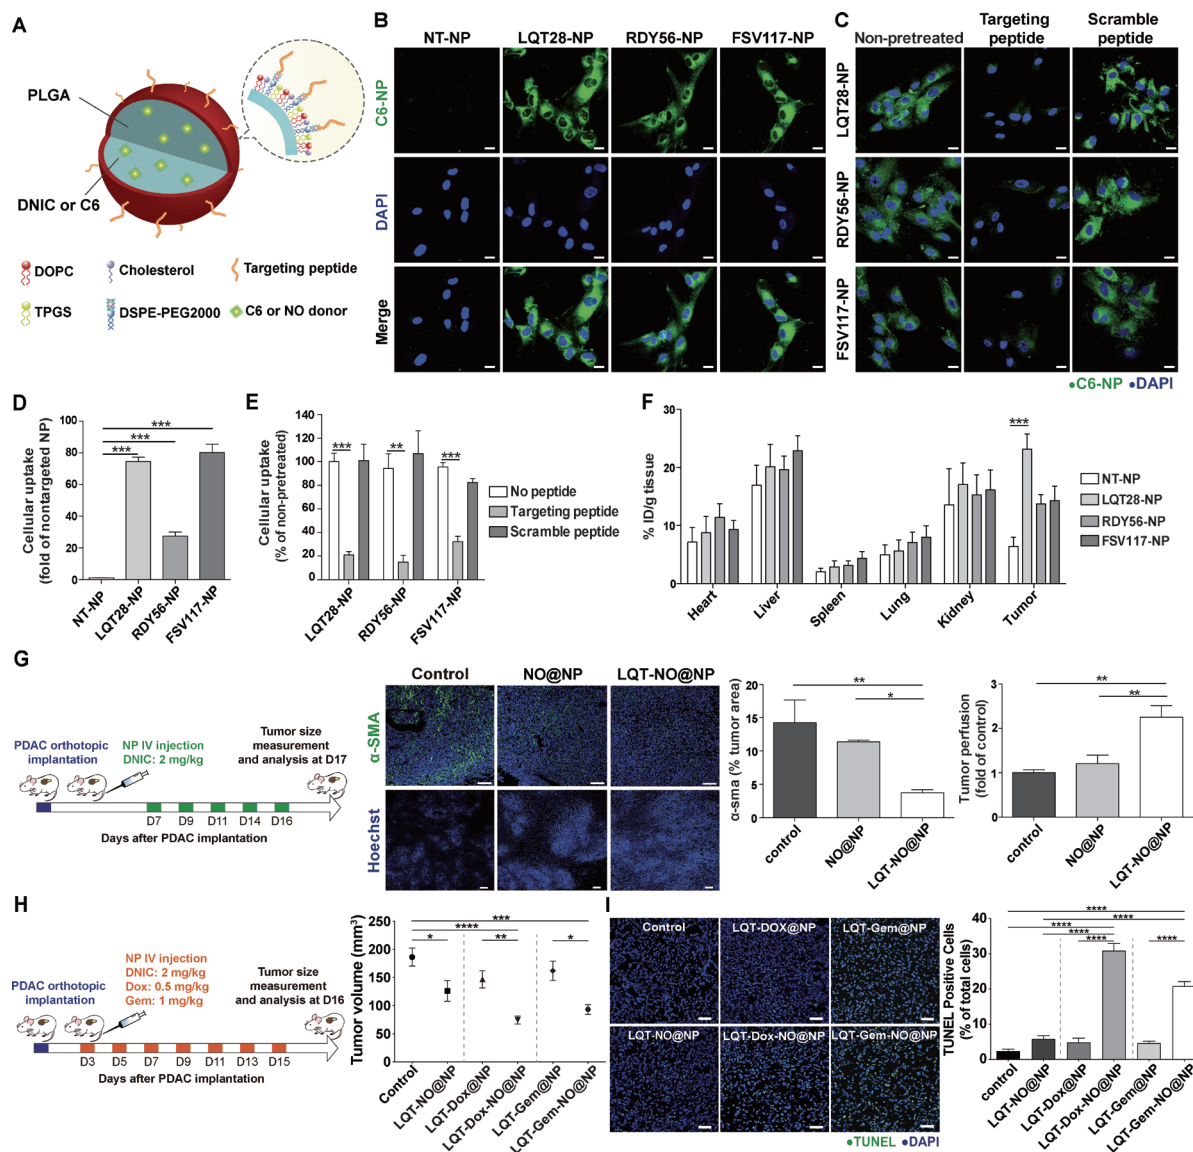 A
PLGA
DNIC or C6
DOPC
Cholesterol
Targeting peptide
TPGS
DSPE-PEG2000
C6 or NO donor
B
NT-NP
LQT28-NP
RDY56-NP
FSV117-NP
C6-NP
DAPI
Merge
C
Non-pretreated
Targeting
peptide
Scramble
peptide
LQT28-NP
RDY56-NP
FSV117-NP
●C6-NP ●DAPI
D
Cellular uptake
(fold of nontargeted NP)
100
80
60
40
20
0
***
***
***
NT-NP
LQT28-NP
RDY56-NP
FSV117-NP
E
Cellular uptake
(% of non-pretreated)
140
120
100
80
60
40
20
0
***
**
***
LQT28-NP
RDY56-NP
FSV117-NP
No peptide
Targeting peptide
Scramble peptide
F
% ID/g tissue
30
20
10
0
***
Heart
Liver
Spleen
Lung
Kidney
Tumor
NT-NP
LQT28-NP
RDY56-NP
FSV117-NP
G
PDAC orthotopic
implantation
NP IV injection
DNIC: 2 mg/kg
Tumor size
measurement
and analysis at D17
D7 D9 D11 D14 D16
Days after PDAC implantation
Control
NO@NP
LQT-NO@NP
α-SMA
Hoechst
α-sma (% tumor area)
20
15
10
5
0
**
*
control
NO@NP
LQT-NO@NP
Tumor perfusion
(fold of control)
3
2
1
0
**
**
control
NO@NP
LQT-NO@NP
H
PDAC orthotopic
implantation
NP IV injection
DNIC: 2 mg/kg
Dox: 0.5 mg/kg
Gem: 1 mg/kg
Tumor size
measurement
and analysis at D16
D3 D5 D7 D9 D11 D13 D15
Days after PDAC implantation
Tumor volume (mm³)
250
200
150
100
50
0
***
****
*
**
*
Control
LQT-NO@NP
LQT-Dox@NP
LQT-Dox-NO@NP
LQT-Gem@NP
LQT-Gem-NO@NP
I
Control
LQT-DOX@NP
LQT-Gem@NP
LQT-NO@NP
LQT-Dox-NO@NP
LQT-Gem-NO@NP
●TUNEL ●DAPI
TUNEL Positive Cells
(% of total cells)
40
30
20
10
0
****
****
****
****
****
****
control
LQT-NO@NP
LQT-Dox@NP
LQT-Dox-NO@NP
LQT-Gem@NP
LQT-Gem-NO@NP